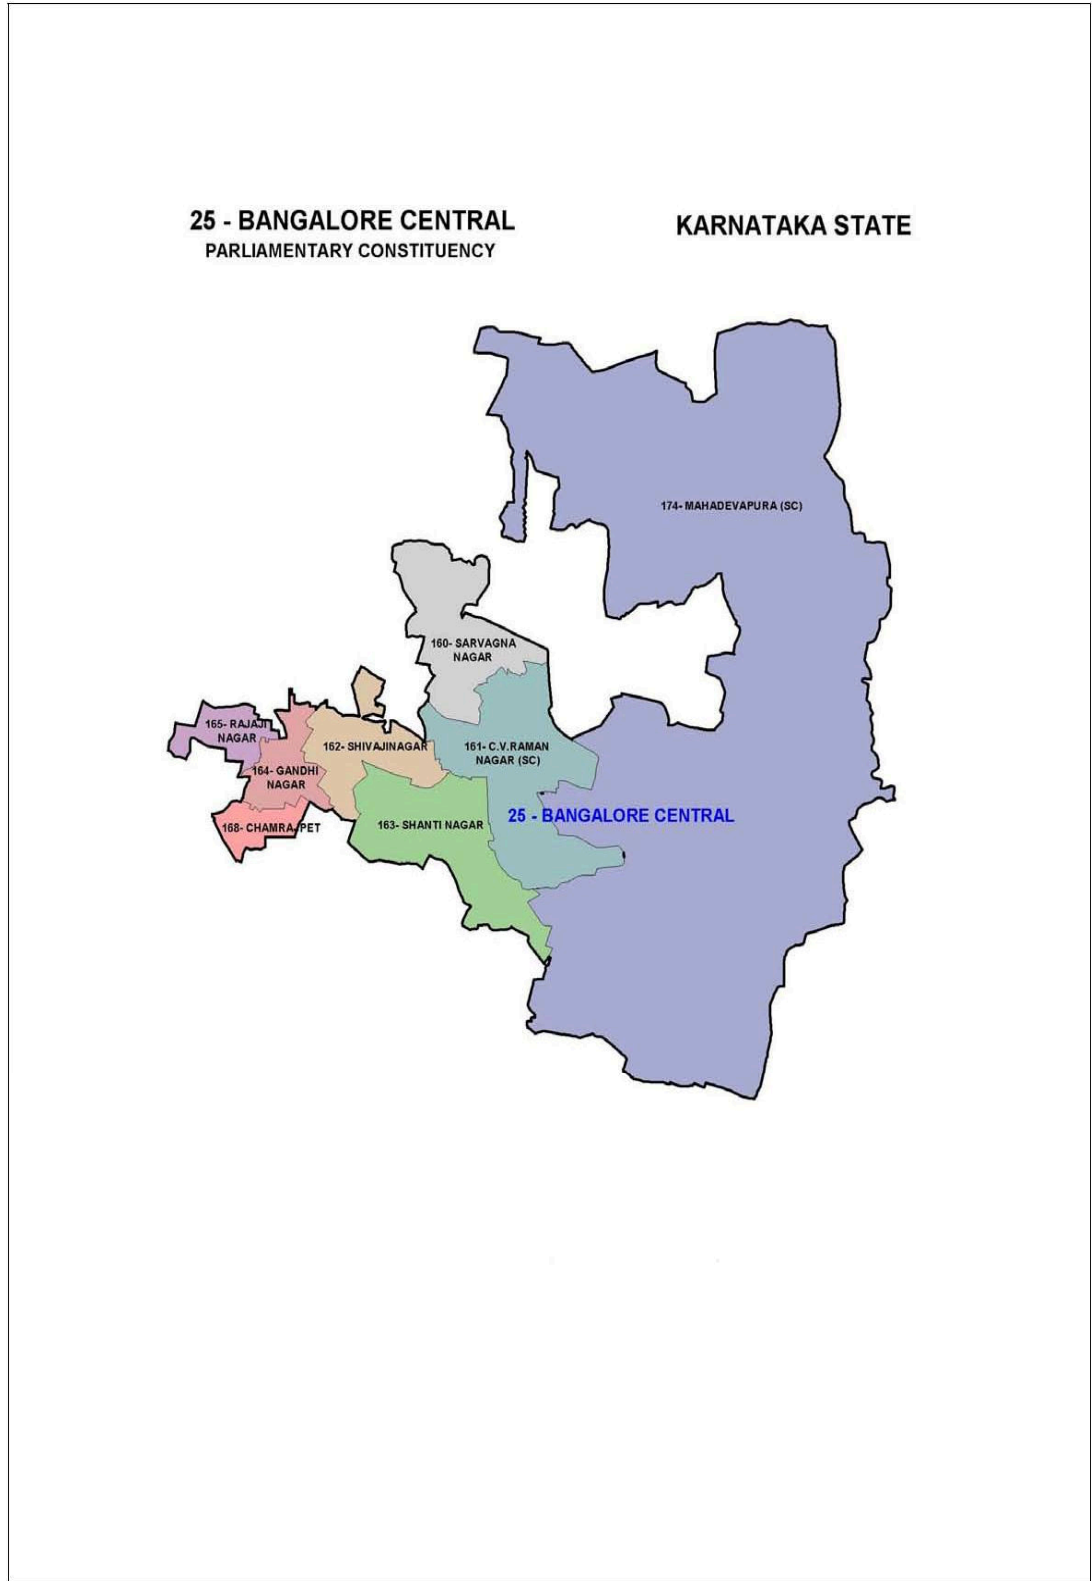 25 - BANGALORE CENTRAL
PARLIAMENTARY CONSTITUENCY
KARNATAKA STATE
174- MAHADEVAPURA (SC)
160- SARVAGNA
NAGAR
165- RAJAJI
NAGAR
162- SHIVAJINAGAR
161- C.V.RAMAN
NAGAR (SC)
164- GANDHI
NAGAR
25 - BANGALORE CENTRAL
163- SHANTI NAGAR
168- CHAMRAJPET